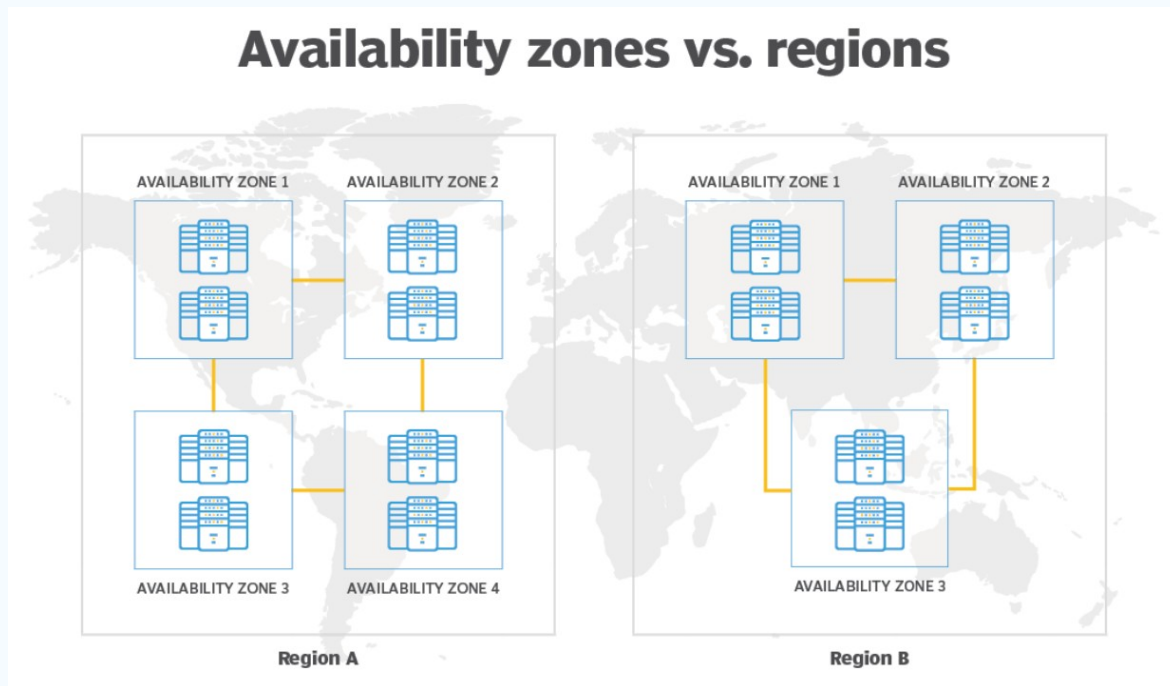 Availability zones vs. regions
AVAILABILITY ZONE 1
AVAILABILITY ZONE 2
AVAILABILITY ZONE 3
AVAILABILITY ZONE 4
Region A
AVAILABILITY ZONE 1
AVAILABILITY ZONE 2
AVAILABILITY ZONE 3
Region B